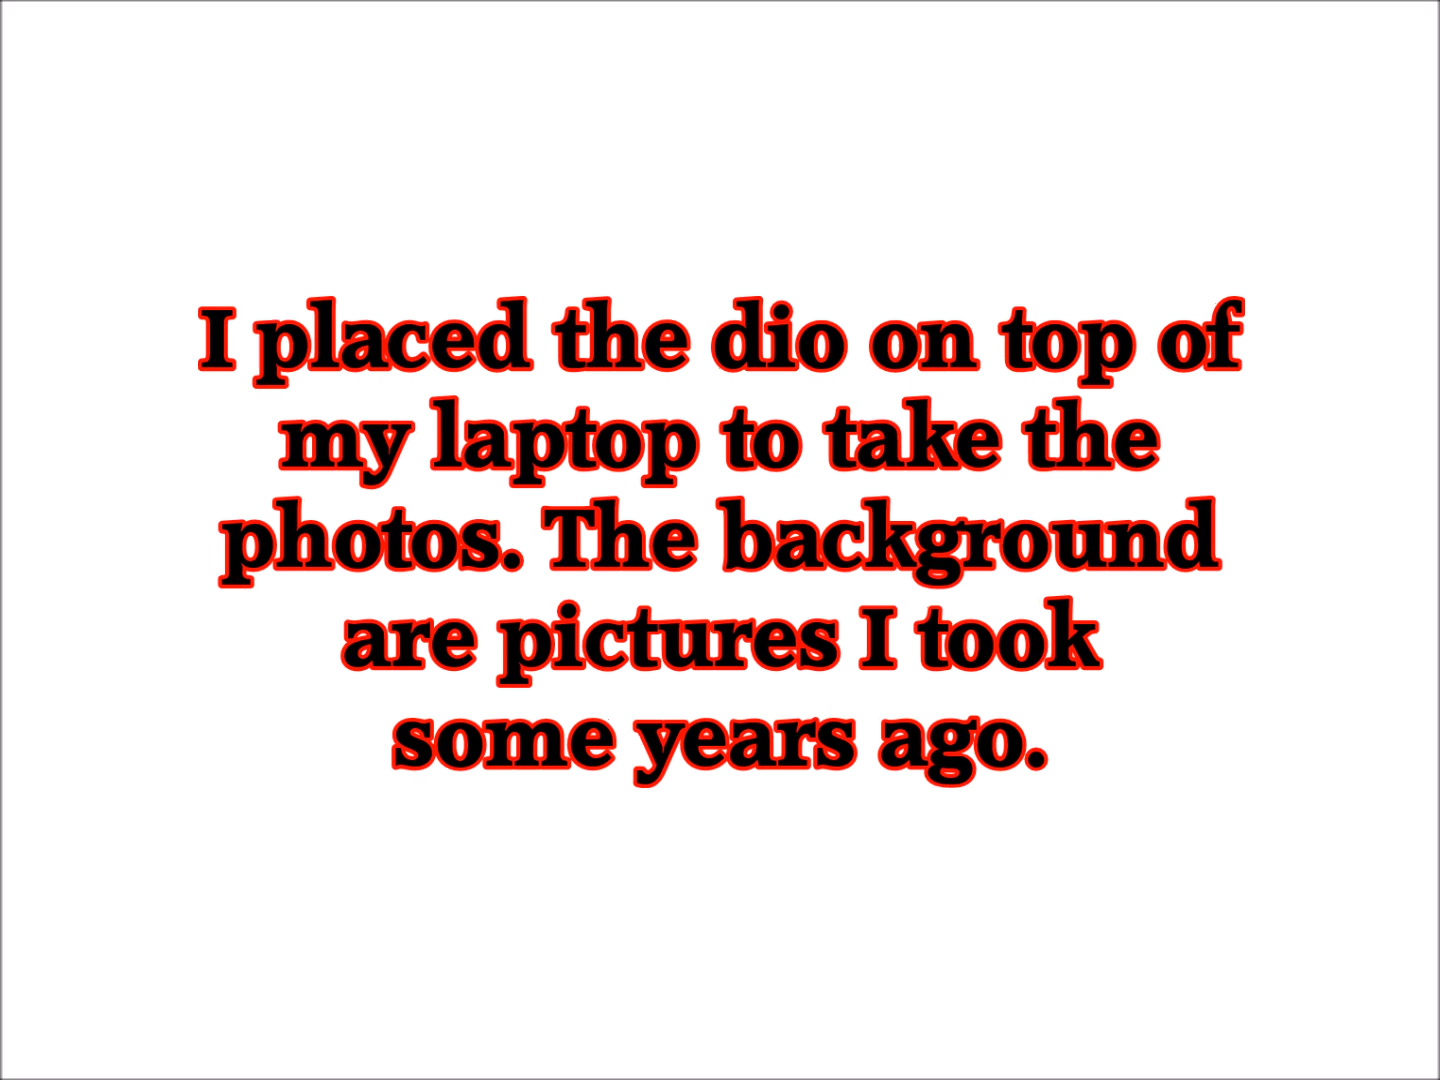 I placed the dio on top of
my laptop to take the
photos. The background
are pictures I took
some years ago.